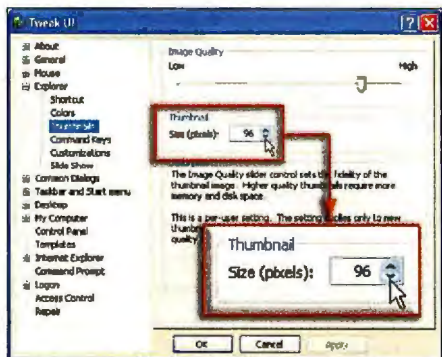 Tweak UI
About
General
Mouse
Explorer
Shortcut
Colors
Thumbnails
Command Keys
Customizations
Slide Show
Common Dialogs
Taskbar and Start menu
Desktop
My Computer
Control Panel
Templates
Internet Explorer
Command Prompt
Logon
Access Control
Repair
Image Quality
Low High
Thumbnail
Size (pixels): 96
The Image Quality slider control sets the fidelity of the
thumbnail image. Higher quality thumbnails require more
memory and disk space.
This is a per-user setting. The setting applies only to new
quality
Thumbnail
Size (pixels): 96
OK Cancel Apply